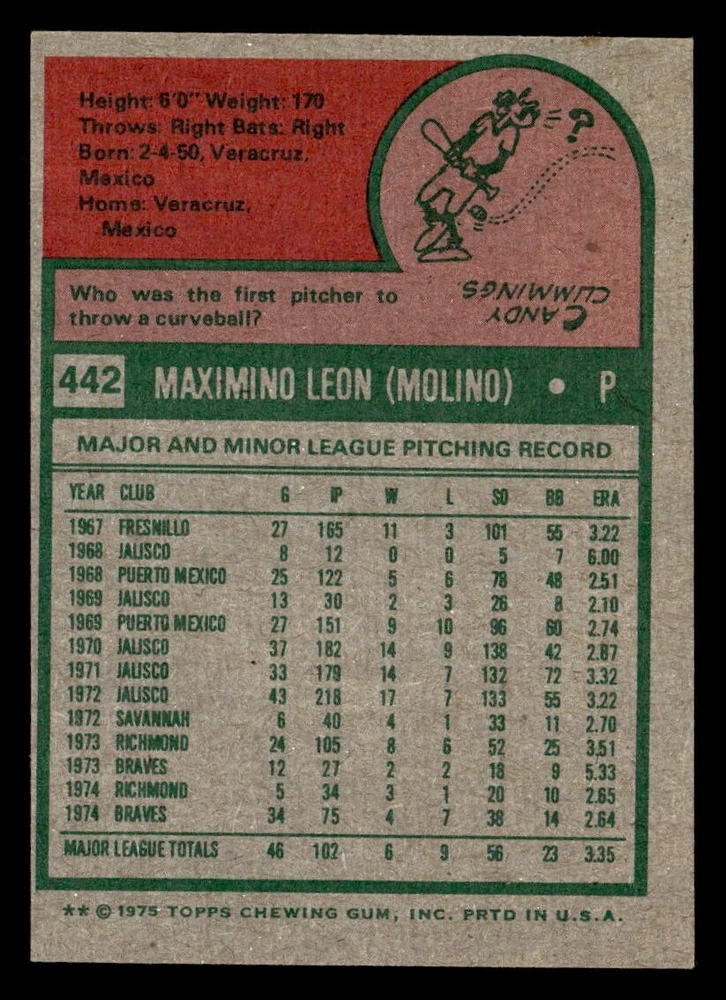 Height: 6'0" Weight: 170
Throws: Right Bats: Right
Born: 2-4-50, Veracruz,
Mexico
Home: Veracruz,
Mexico
?
Who was the first pitcher to
throw a curveball?
CANDY
CUMMINGS.
442 MAXIMINO LEON (MOLINO) • P
MAJOR AND MINOR LEAGUE PITCHING RECORD
YEAR CLUB G IP W L SO BB ERA
1967 FRESNILLO 27 165 11 3 101 55 3.22
1968 JALISCO 8 12 0 0 5 7 6.00
1968 PUERTO MEXICO 25 122 5 6 78 48 2.51
1969 JALISCO 13 30 2 3 26 8 2.10
1969 PUERTO MEXICO 27 151 9 10 96 60 2.74
1970 JALISCO 37 182 14 9 138 42 2.87
1971 JALISCO 33 179 14 7 132 72 3.32
1972 JALISCO 43 218 17 7 133 55 3.22
1972 SAVANNAH 6 40 4 1 33 11 2.70
1973 RICHMOND 24 105 8 6 52 25 3.51
1973 BRAVES 12 27 2 2 18 9 5.33
1974 RICHMOND 5 34 3 1 20 10 2.65
1974 BRAVES 34 75 4 7 38 14 2.64
MAJOR LEAGUE TOTALS 46 102 6 9 56 23 3.35
** © 1975 TOPPS CHEWING GUM, INC. PRTD IN U.S.A.